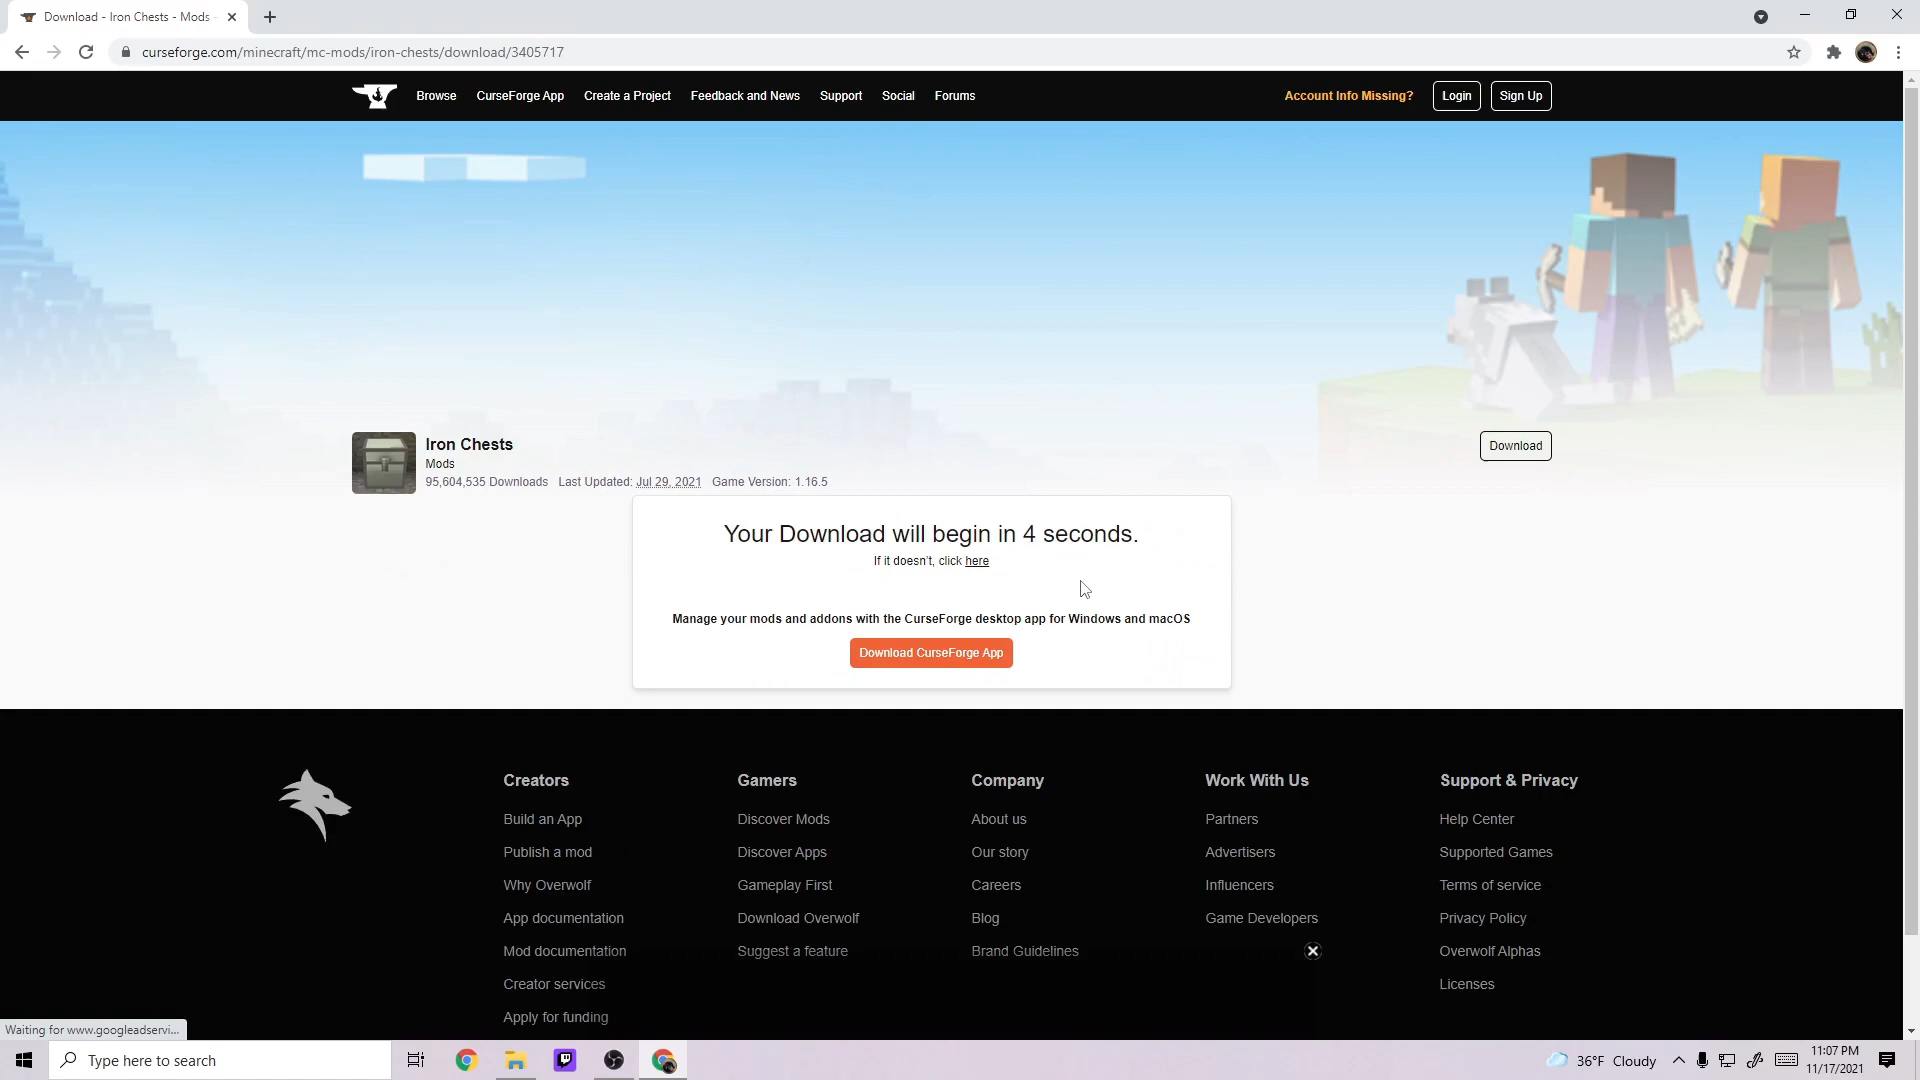 Download - Iron Chests - Mods -
curseforge.com/minecraft/mc-mods/iron-chests/download/3405717
Browse CurseForge App Create a Project Feedback and News Support Social Forums Account Info Missing? Login Sign Up
Iron Chests
Mods
95,604,535 Downloads Last Updated: Jul 29, 2021 Game Version: 1.16.5
Download
Your Download will begin in 4 seconds.
If it doesn't, click here
Manage your mods and addons with the CurseForge desktop app for Windows and macOS
Download CurseForge App
Creators
Build an App
Publish a mod
Why Overwolf
App documentation
Mod documentation
Creator services
Apply for funding
Gamers
Discover Mods
Discover Apps
Gameplay First
Download Overwolf
Suggest a feature
Company
About us
Our story
Careers
Blog
Brand Guidelines
Work With Us
Partners
Advertisers
Influencers
Game Developers
Support & Privacy
Help Center
Supported Games
Terms of service
Privacy Policy
Overwolf Alphas
Licenses
Waiting for www.googleadservi...
Type here to search
36°F Cloudy
11:07 PM
11/17/2021